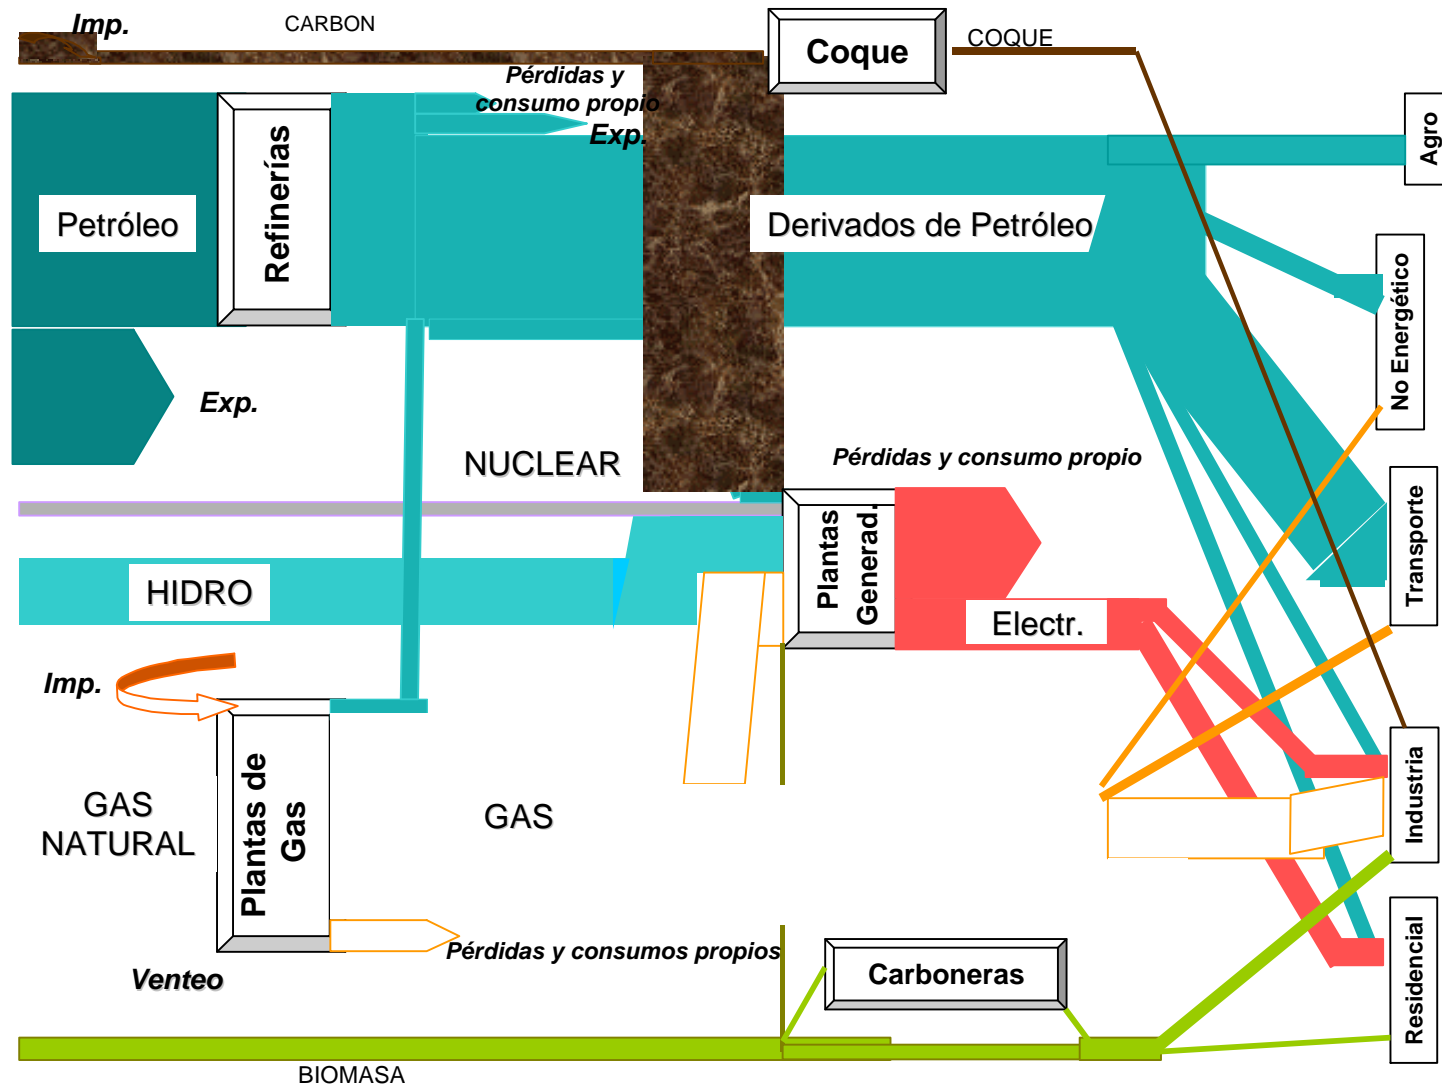 Imp.
CARBON
Coque
COQUE
Pérdidas y
consumo propio
Exp.
Agro
Refinerías
Petróleo
Derivados de Petróleo
No Energético
Exp.
NUCLEAR
Pérdidas y consumo propio
Plantas
Generad.
Transporte
HIDRO
Electr.
Imp.
Plantas de
Gas
GAS
NATURAL
GAS
Industria
Pérdidas y consumos propios
Venteo
Carboneras
Residencial
BIOMASA